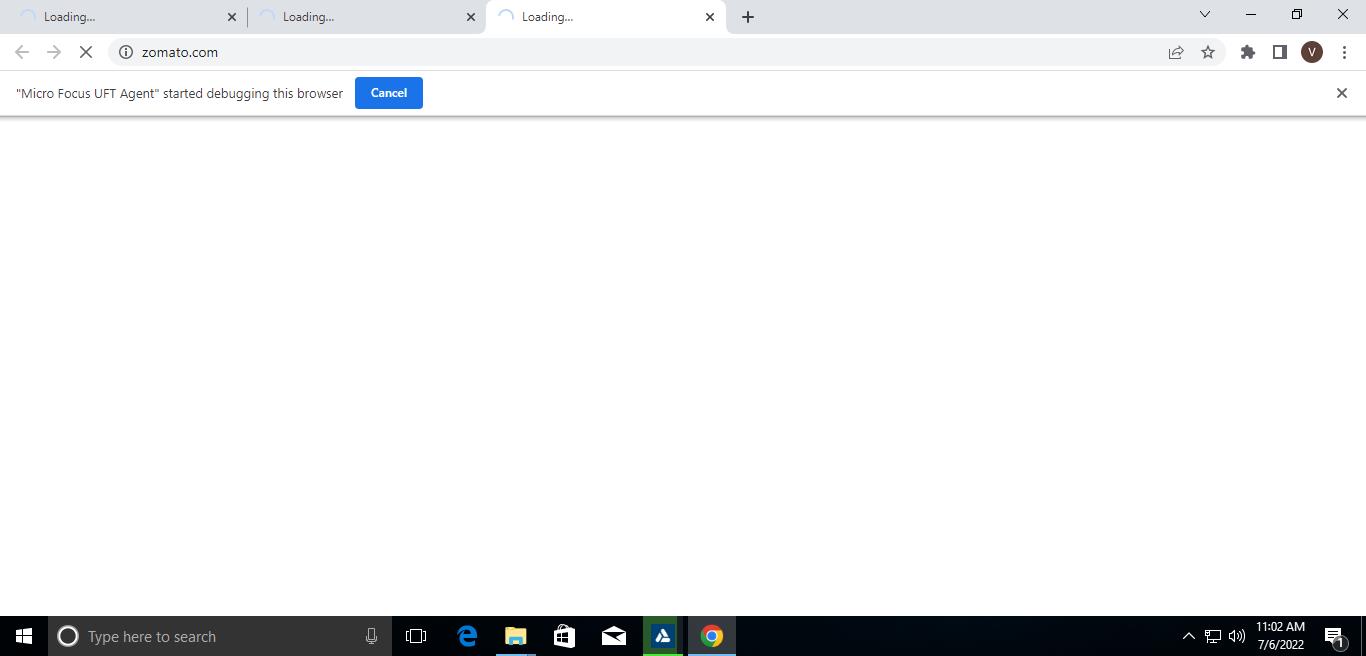 Loading...
Loading...
Loading...
zomato.com
V
"Micro Focus UFT Agent" started debugging this browser
Cancel
Type here to search
11:02 AM
7/6/2022
1